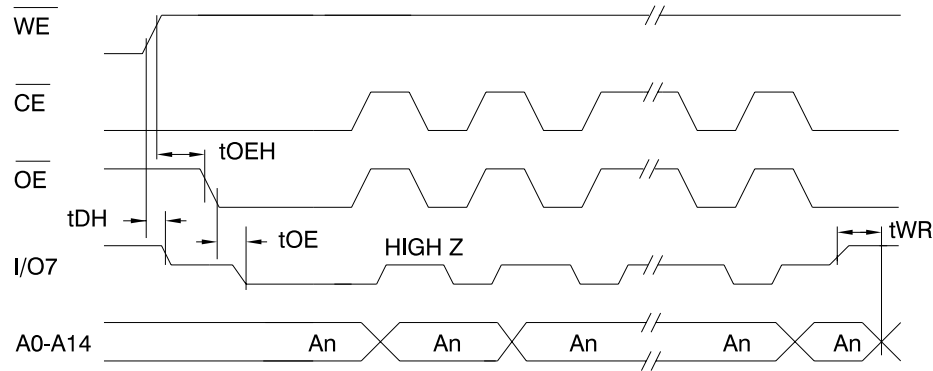 WE
CE
tOEH
OE
tDH
tOE
HIGH Z
tWR
I/O7
A0-A14 An An An An An